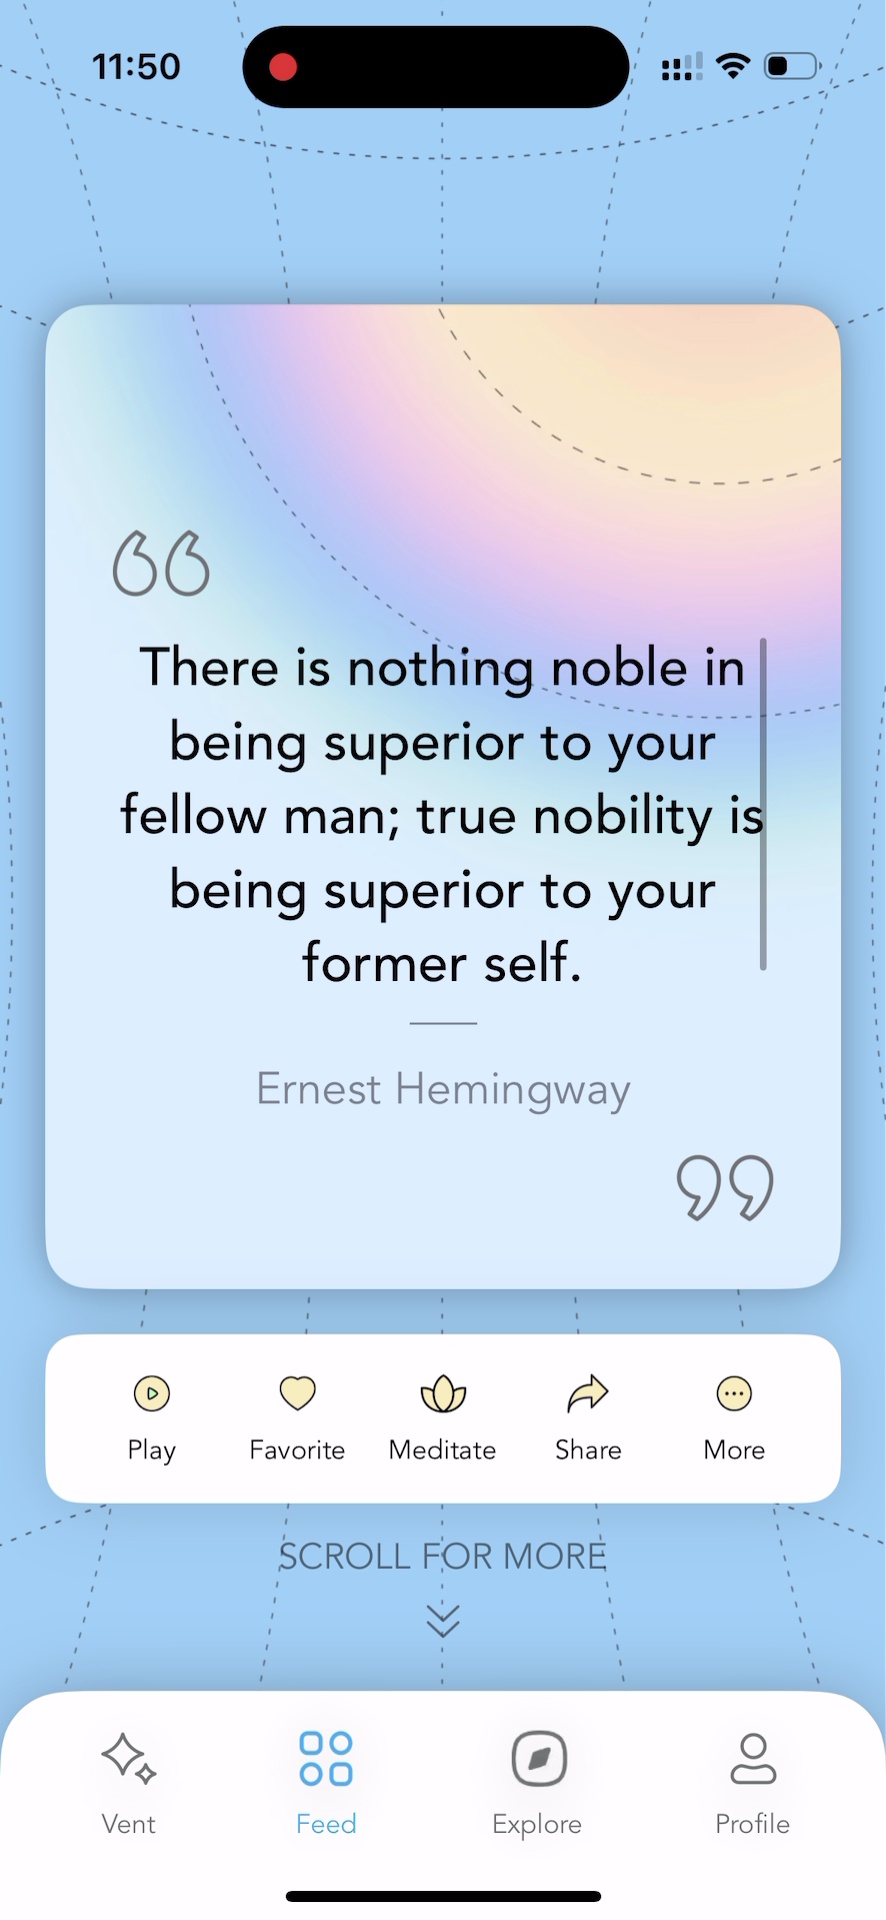 11:50
There is nothing noble in
being superior to your
fellow man; true nobility is
being superior to your
former self.
Ernest Hemingway
Play Favorite Meditate Share More
SCROLL FOR MORE
Vent Feed Explore Profile